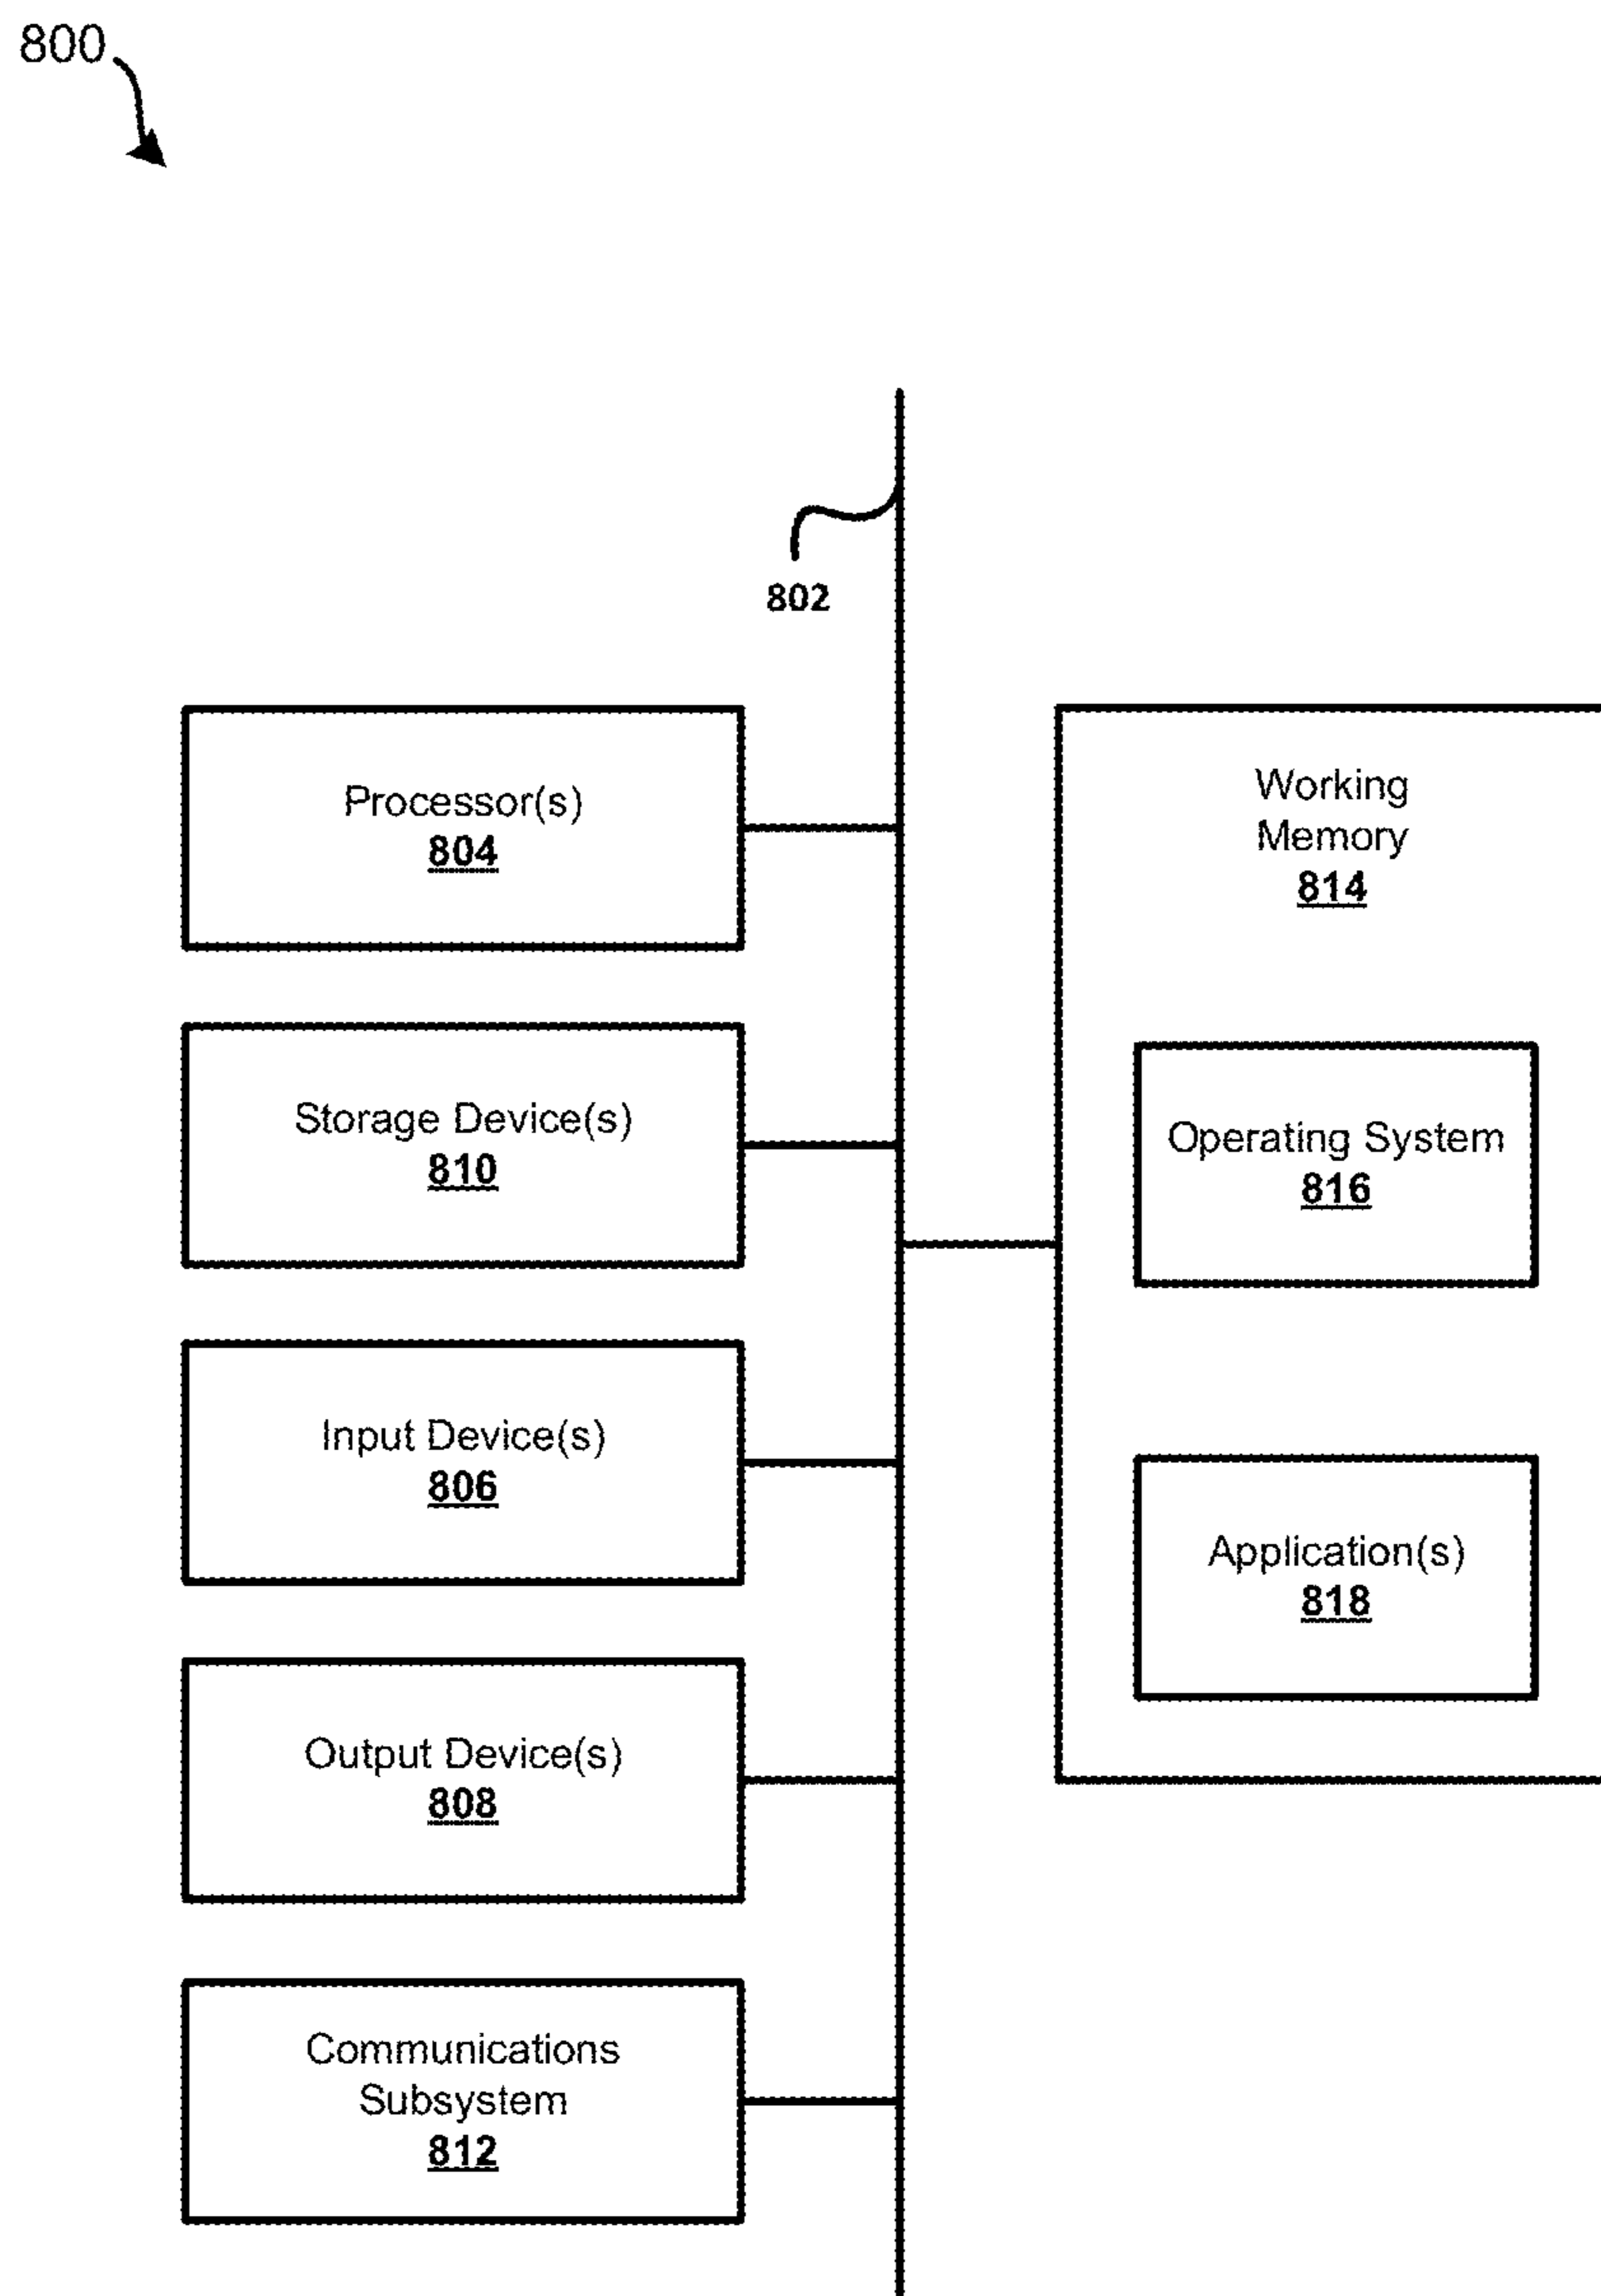 800
802
Processor(s)
804
Storage Device(s)
810
Input Device(s)
806
Output Device(s)
808
Communications
Subsystem
812
Working
Memory
814
Operating System
816
Application(s)
818